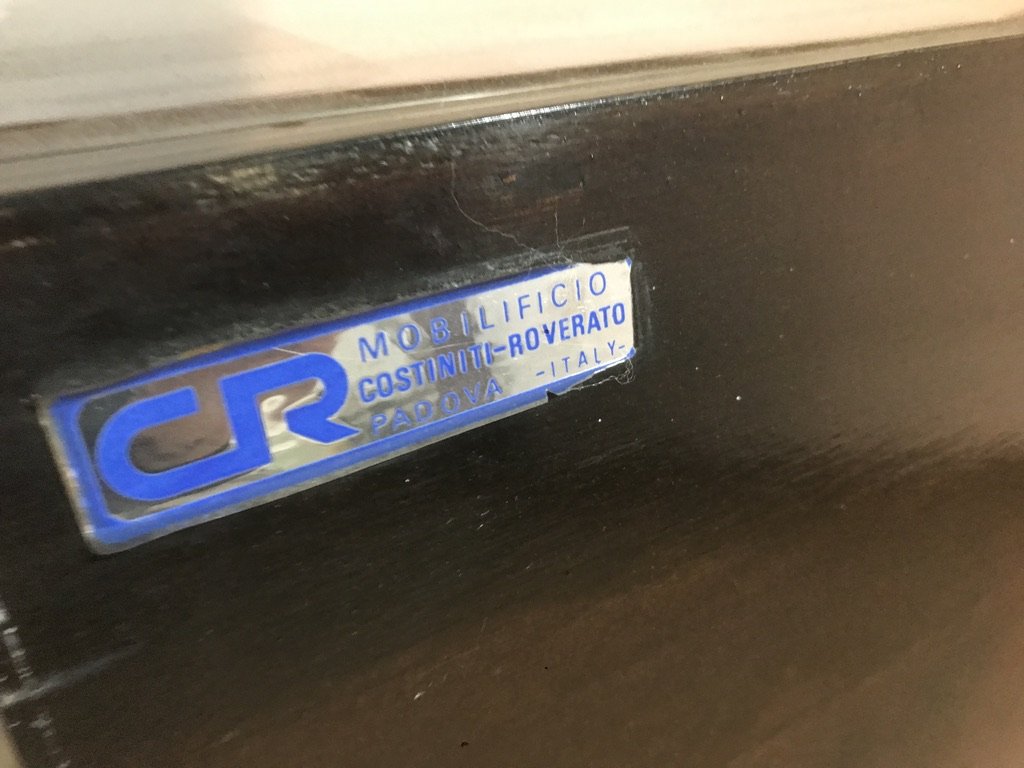 CR
MOBILIFICIO
COSTINITI-ROVERATO
PADOVA -ITALY-